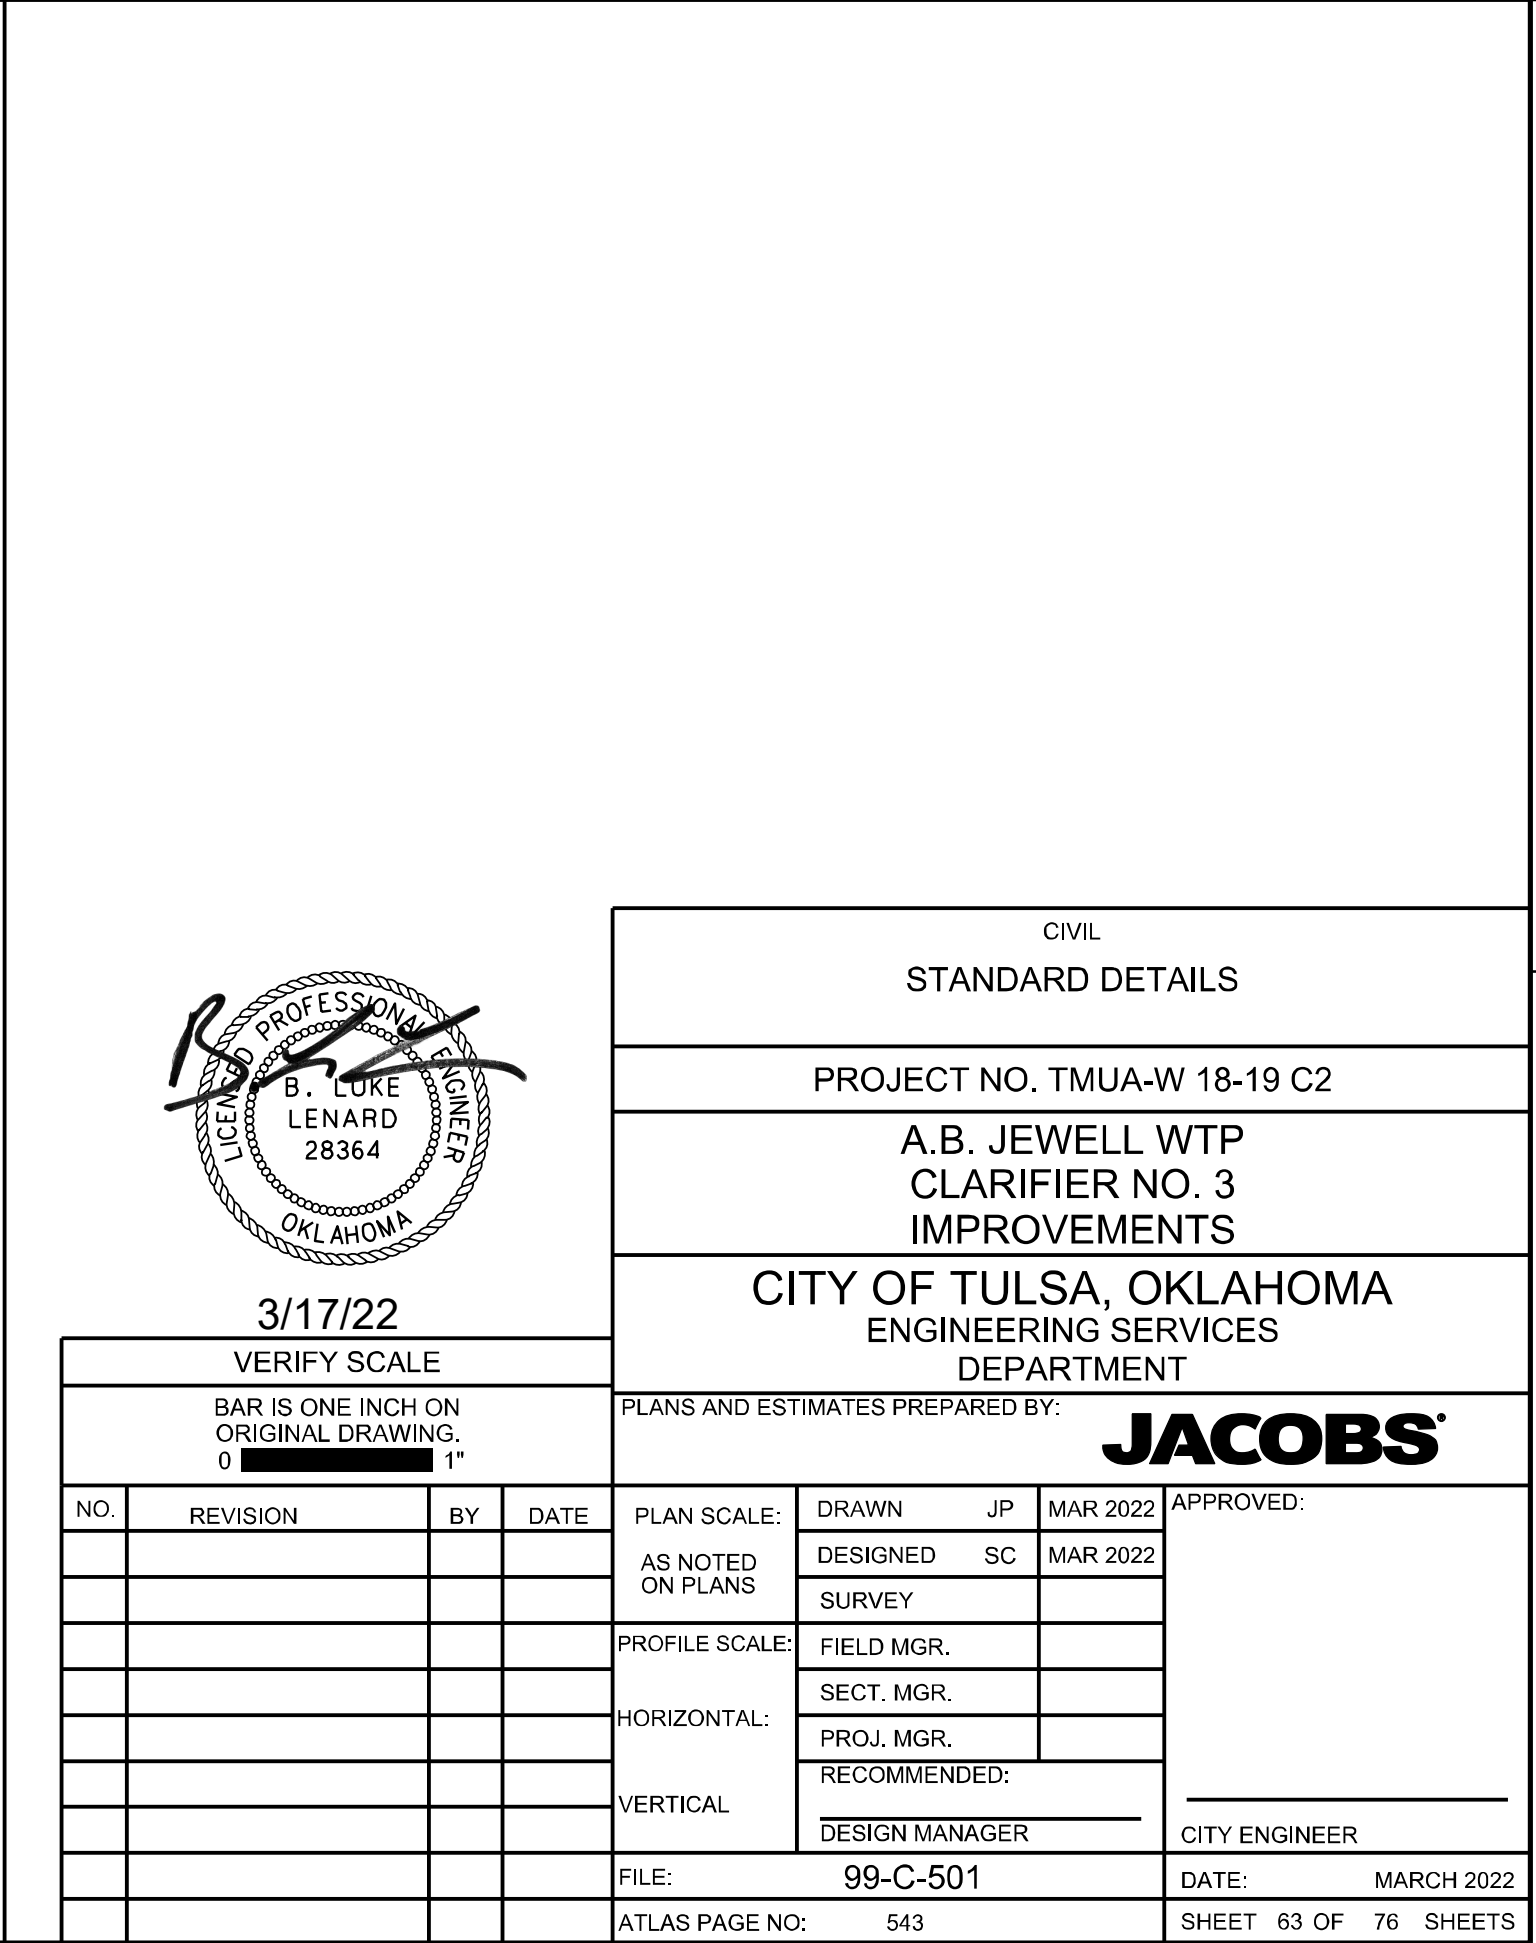 CIVIL
STANDARD DETAILS
PROJECT NO. TMUA-W 18-19 C2
A.B. JEWELL WTP
CLARIFIER NO. 3
IMPROVEMENTS
CITY OF TULSA, OKLAHOMA
ENGINEERING SERVICES
DEPARTMENT
LICENSED PROFESSIONAL ENGINEER
B. LUKE
LENARD
28364
OKLAHOMA
3/17/22
VERIFY SCALE
BAR IS ONE INCH ON
ORIGINAL DRAWING.
0 1"
PLANS AND ESTIMATES PREPARED BY:
JACOBS®
NO. REVISION BY DATE
PLAN SCALE:
AS NOTED
ON PLANS
PROFILE SCALE:
HORIZONTAL:
VERTICAL
DRAWN JP MAR 2022
DESIGNED SC MAR 2022
SURVEY
FIELD MGR.
SECT. MGR.
PROJ. MGR.
RECOMMENDED:
DESIGN MANAGER
APPROVED:
CITY ENGINEER
FILE: 99-C-501
DATE: MARCH 2022
ATLAS PAGE NO: 543
SHEET 63 OF 76 SHEETS